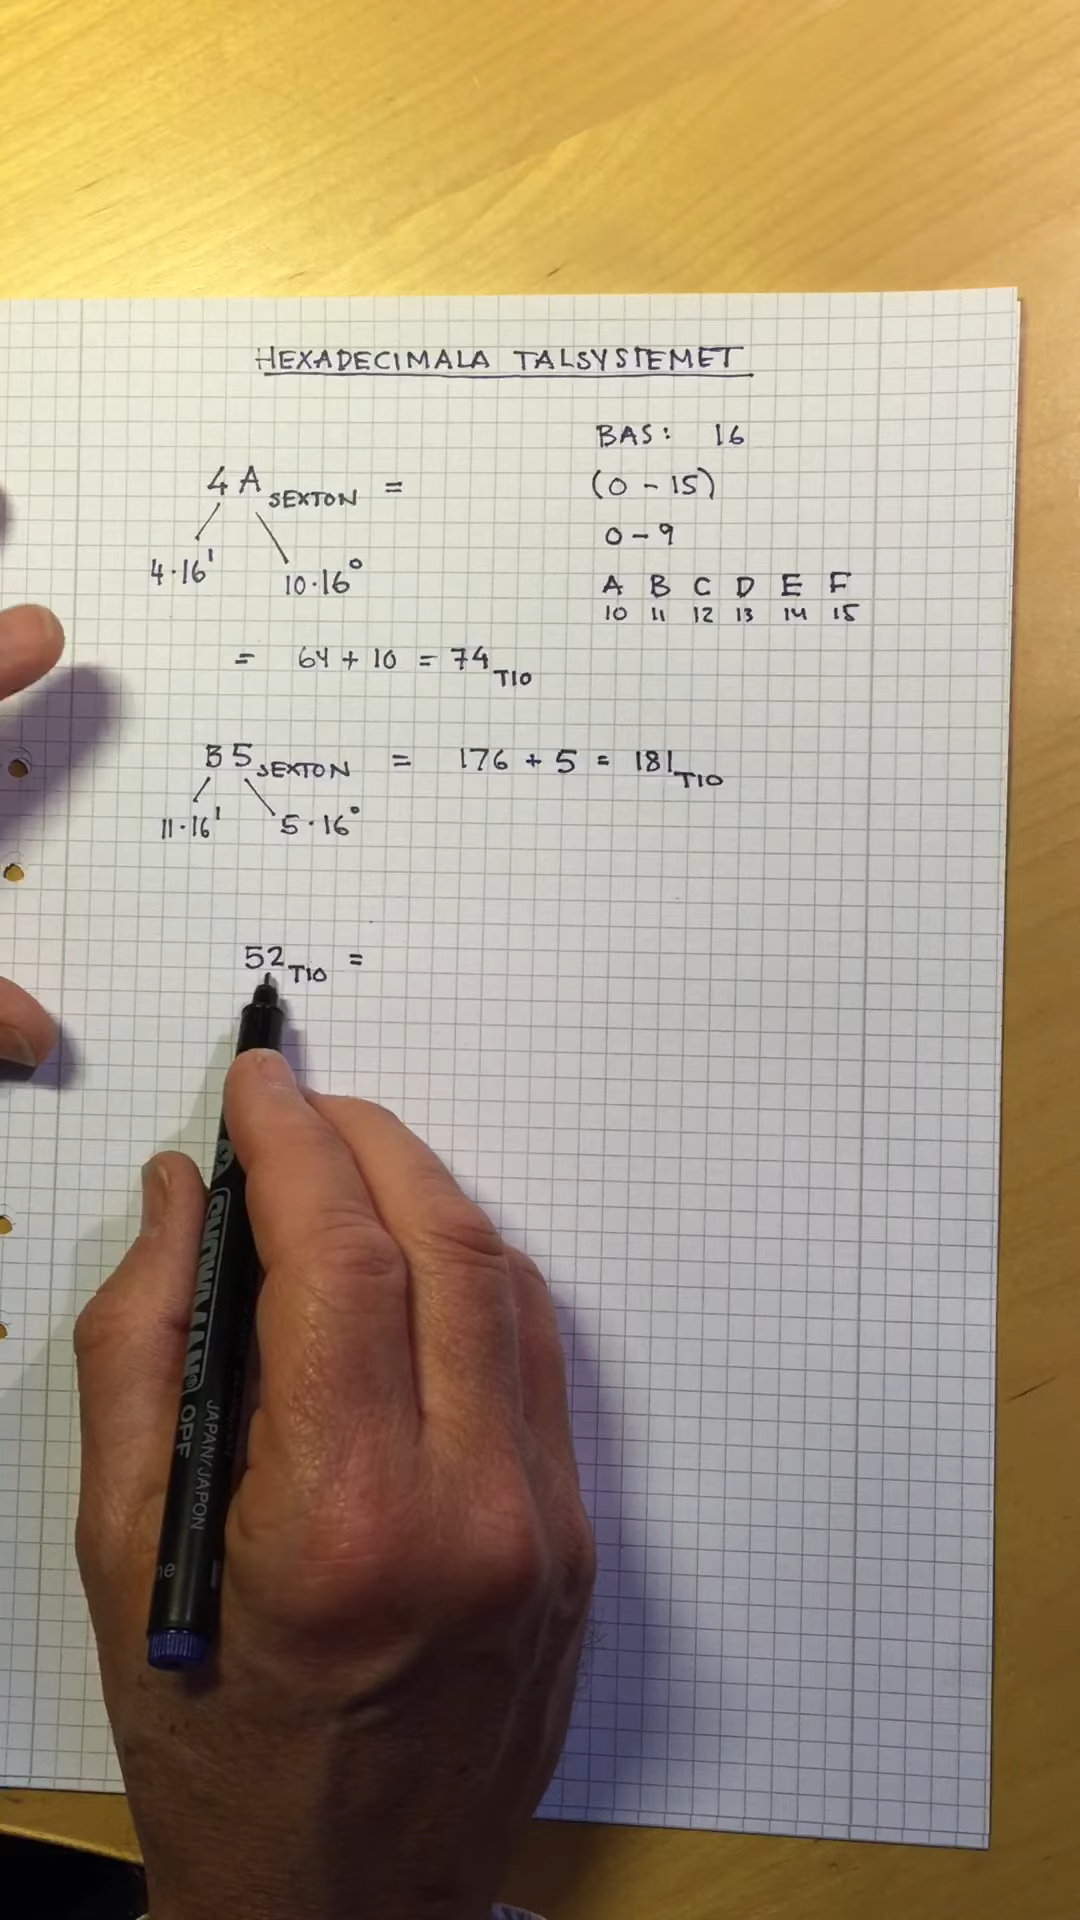 HEXADECIMALA TALSYSTEMET
BAS: 16
(0 - 15)
0 - 9
A B C D E F
10 11 12 13 14 15
4A SEXTON =
4·16¹ 10·16⁰
= 64 + 10 = 74 TIO
B5 SEXTON = 176 + 5 = 181 TIO
11·16¹ 5·16⁰
52 TIO =
JAPAN/JAPON
OPF